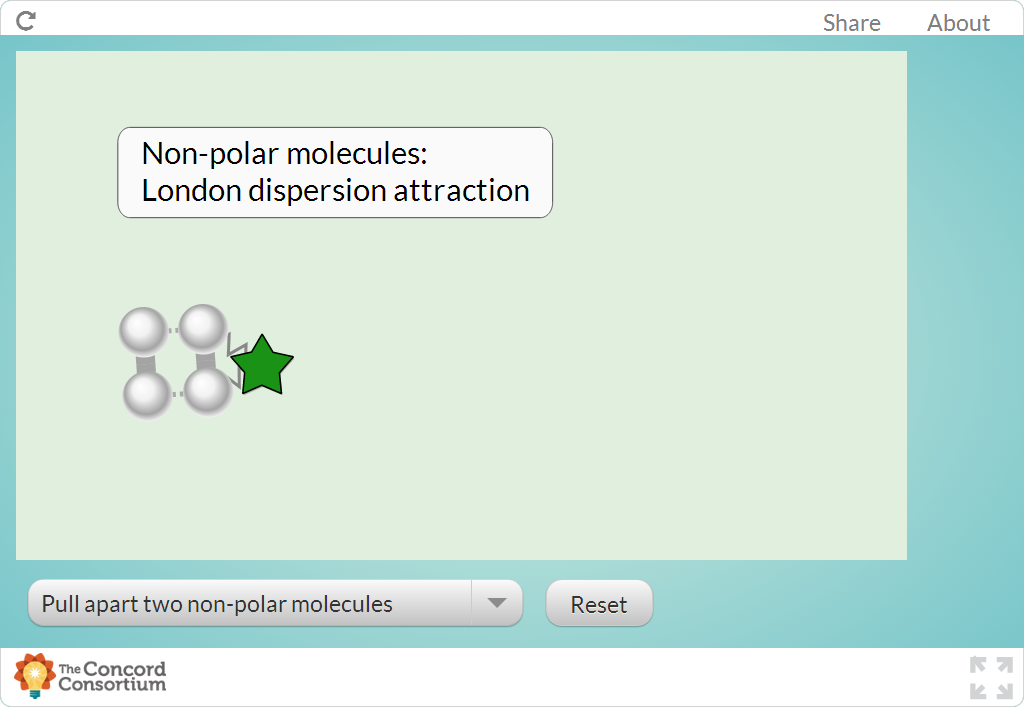 Share About
Non-polar molecules:
London dispersion attraction
Pull apart two non-polar molecules
Reset
The Concord
Consortium